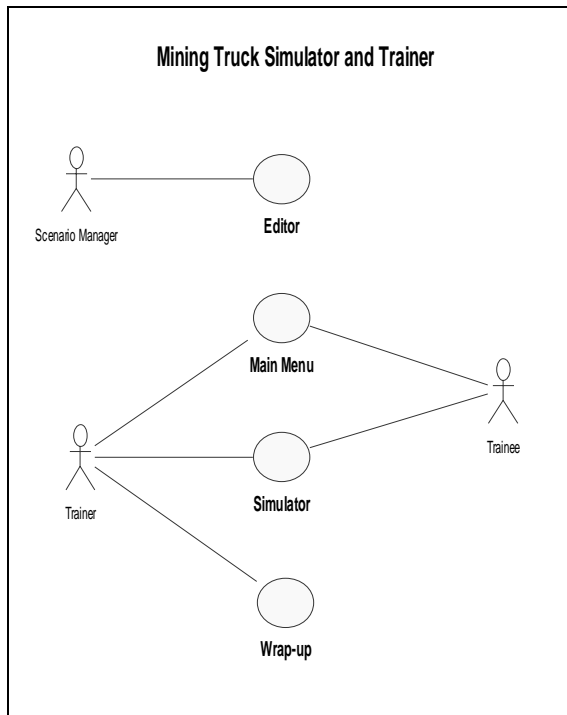 Mining Truck Simulator and Trainer
Scenario Manager
Editor
Main Menu
Trainee
Trainer
Simulator
Wrap-up